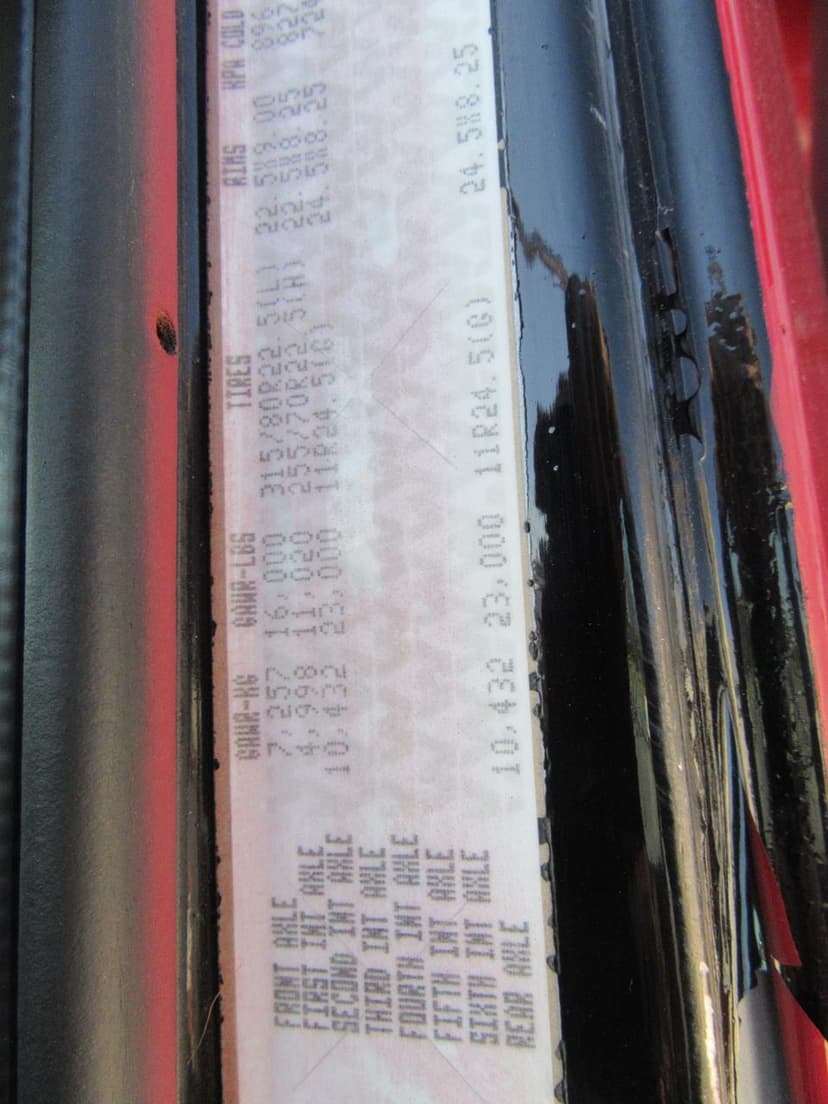 GAWR-KG GAWR-LBS TIRES RIMS KPA COLD
FRONT AXLE 7,257 16,000 315/80R22.5(L) 22.5X9.00 896
FIRST INT AXLE 4,998 11,020 255/70R22.5(H) 22.5X8.25 827
SECOND INT AXLE 10,432 23,000 11R24.5(G) 24.5X8.25 724
THIRD INT AXLE
FOURTH INT AXLE
FIFTH INT AXLE
SIXTH INT AXLE
REAR AXLE 10,432 23,000 11R24.5(G) 24.5X8.25